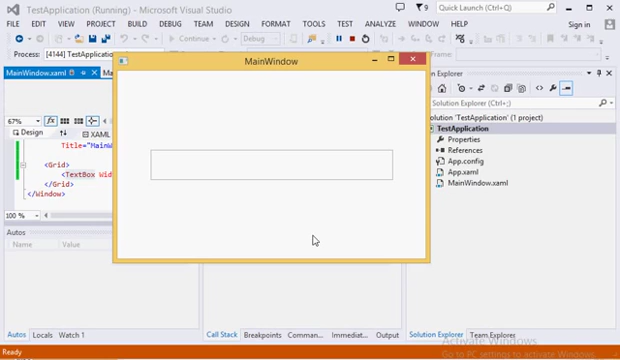 TestApplication (Running) - Microsoft Visual Studio
9
Quick Launch (Ctrl+Q)
FILE EDIT VIEW PROJECT BUILD DEBUG TEAM TOOLS FORMAT TEST ANALYZE WINDOW HELP
Sign in
Continue
Debug
Process: [4144] TestApplication
MainWindow
MainWindow.xaml
Solution Explorer
Solution Explorer (Ctrl+;)
Solution 'TestApplication' (1 project)
TestApplication
Properties
References
App.config
App.xaml
MainWindow.xaml
67%
Design
XAML
Title="MainW
<Grid>
<TextBox Wid
</Grid>
</Window>
100 %
Autos
Name
Value
Autos Locals Watch 1
Call Stack Breakpoints Comman... Immediat... Output
Solution Explorer Team Explorer
Activate Windows
Go to PC settings to activate Windows.
Ready